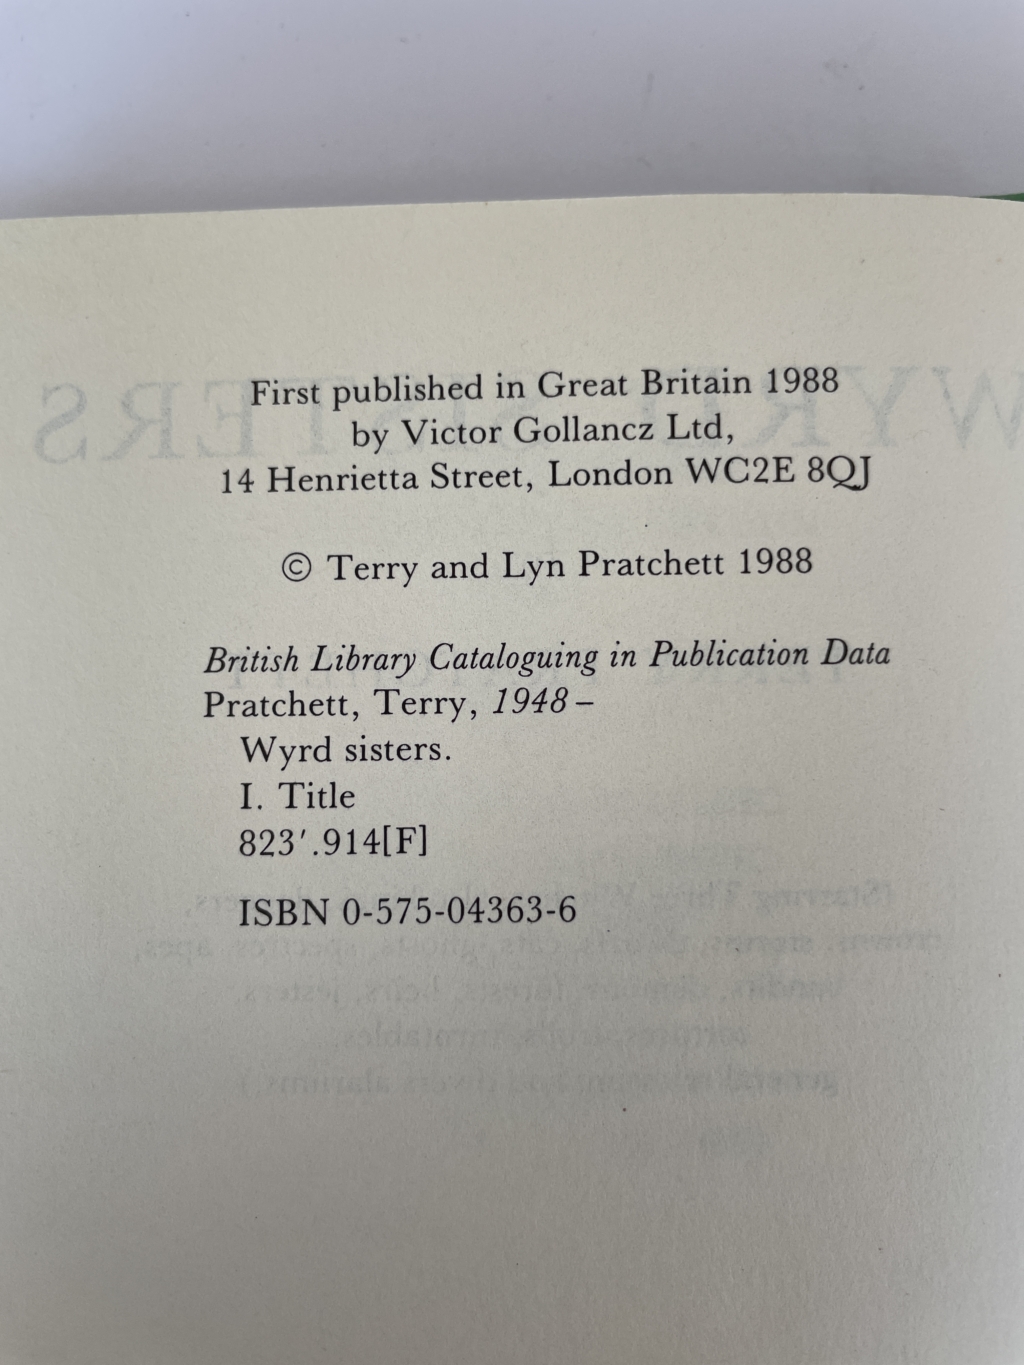 First published in Great Britain 1988
by Victor Gollancz Ltd,
14 Henrietta Street, London WC2E 8QJ
© Terry and Lyn Pratchett 1988
British Library Cataloguing in Publication Data
Pratchett, Terry, 1948–
Wyrd sisters.
I. Title
823′.914[F]
ISBN 0-575-04363-6